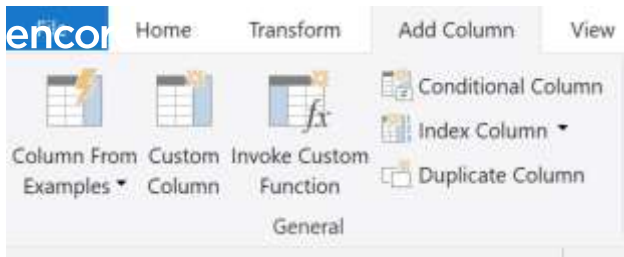 encor
Home Transform Add Column View
Conditional Column
Index Column
Duplicate Column
Column From Examples
Custom Column
Invoke Custom Function
fx
General